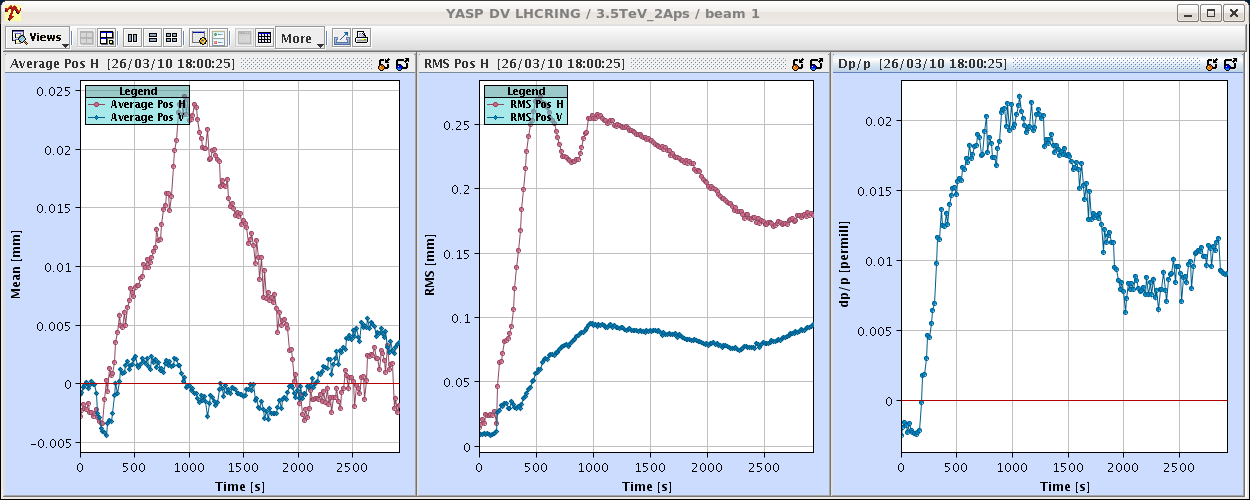 YASP DV LHCRING / 3.5TeV_2Aps / beam 1
Views
More
Average Pos H [26/03/10 18:00:25]
Legend
Average Pos H
Average Pos V
0.025
0.02
0.015
0.01
0.005
0
-0.005
Mean [mm]
0 500 1000 1500 2000 2500
Time [s]
RMS Pos H [26/03/10 18:00:25]
Legend
RMS Pos H
RMS Pos V
0.25
0.2
0.15
0.1
0.05
0
RMS [mm]
0 500 1000 1500 2000 2500
Time [s]
Dp/p [26/03/10 18:00:25]
0.02
0.015
0.01
0.005
0
dp/p [permill]
0 500 1000 1500 2000 2500
Time [s]